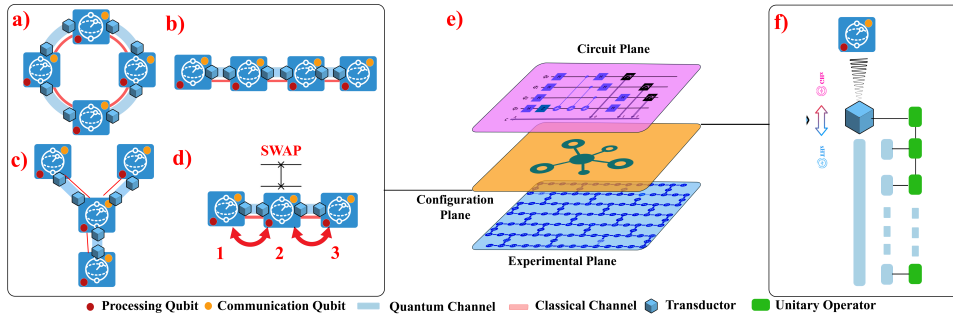 a)
b)
c)
d)
SWAP
1
2
3
e)
Circuit Plane
Configuration
Plane
Experimental Plane
f)
Processing Qubit
Communication Qubit
Quantum Channel
Classical Channel
Transductor
Unitary Operator